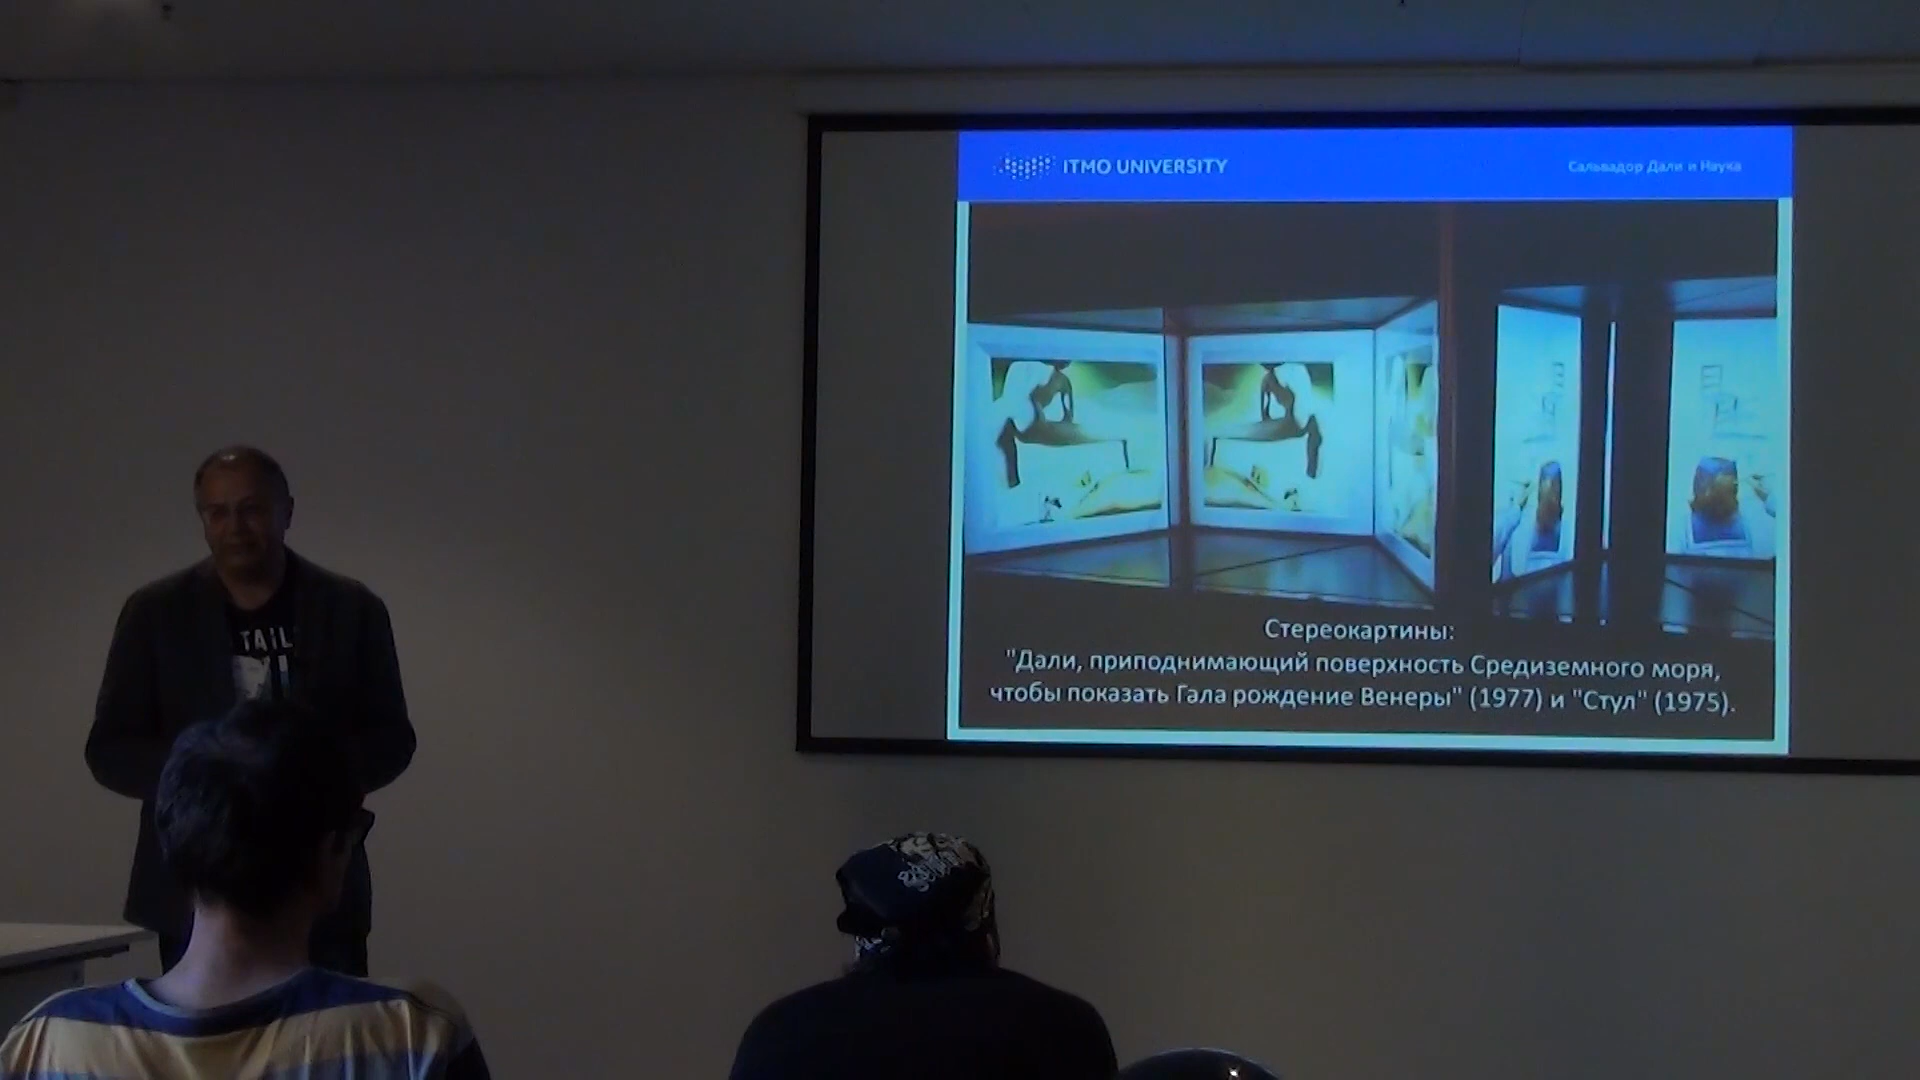 ITMO UNIVERSITY
Сальвадор Дали и Наука
Стереокартины:
"Дали, приподнимающий поверхность Средиземного моря,
чтобы показать Гала рождение Венеры" (1977) и "Стул" (1975).
TAIL